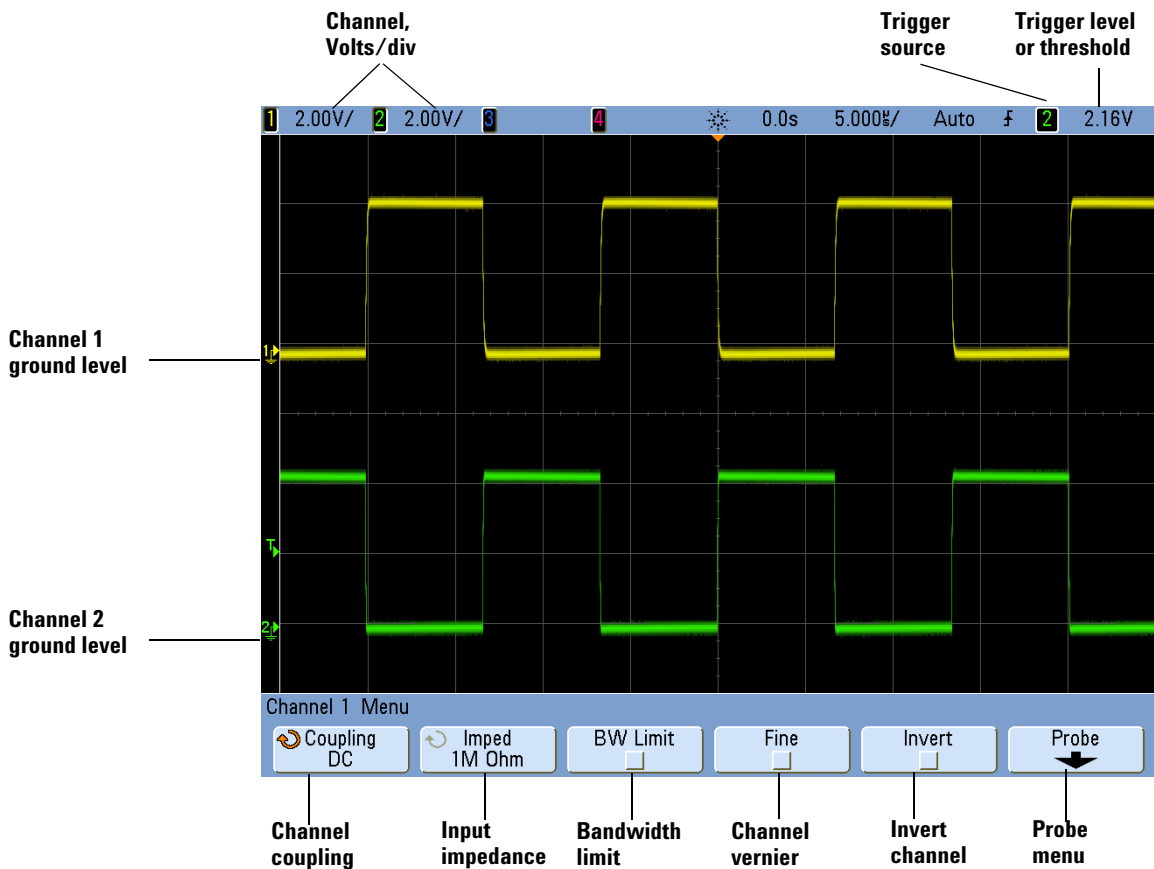 Channel,
Volts/div
Trigger
source
Trigger level
or threshold
1 2.00V/ 2 2.00V/ 3 4 0.0s 5.000µs/ Auto 2 2.16V
Channel 1
ground level
1
T
Channel 2
ground level
2
Channel 1 Menu
Coupling
DC
Imped
1M Ohm
BW Limit
Fine
Invert
Probe
Channel
coupling
Input
impedance
Bandwidth
limit
Channel
vernier
Invert
channel
Probe
menu